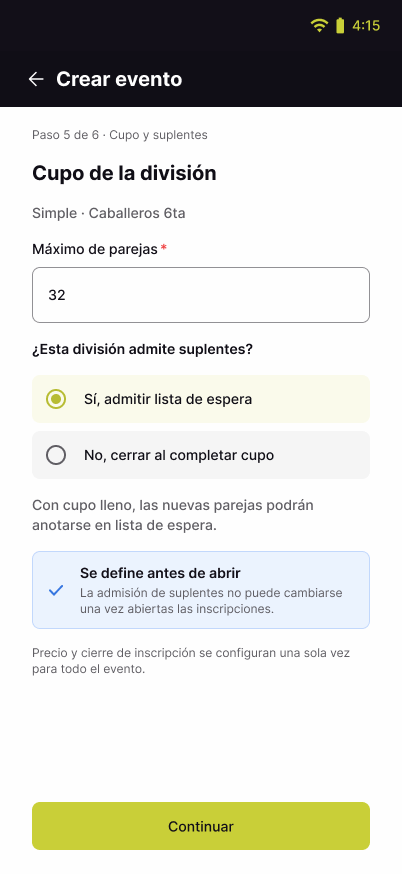 4:15
Crear evento
Paso 5 de 6 · Cupo y suplentes
Cupo de la división
Simple · Caballeros 6ta
Máximo de parejas *
32
¿Esta división admite suplentes?
Sí, admitir lista de espera
No, cerrar al completar cupo
Con cupo lleno, las nuevas parejas podrán
anotarse en lista de espera.
Se define antes de abrir
La admisión de suplentes no puede cambiarse
una vez abiertas las inscripciones.
Precio y cierre de inscripción se configuran una sola vez
para todo el evento.
Continuar